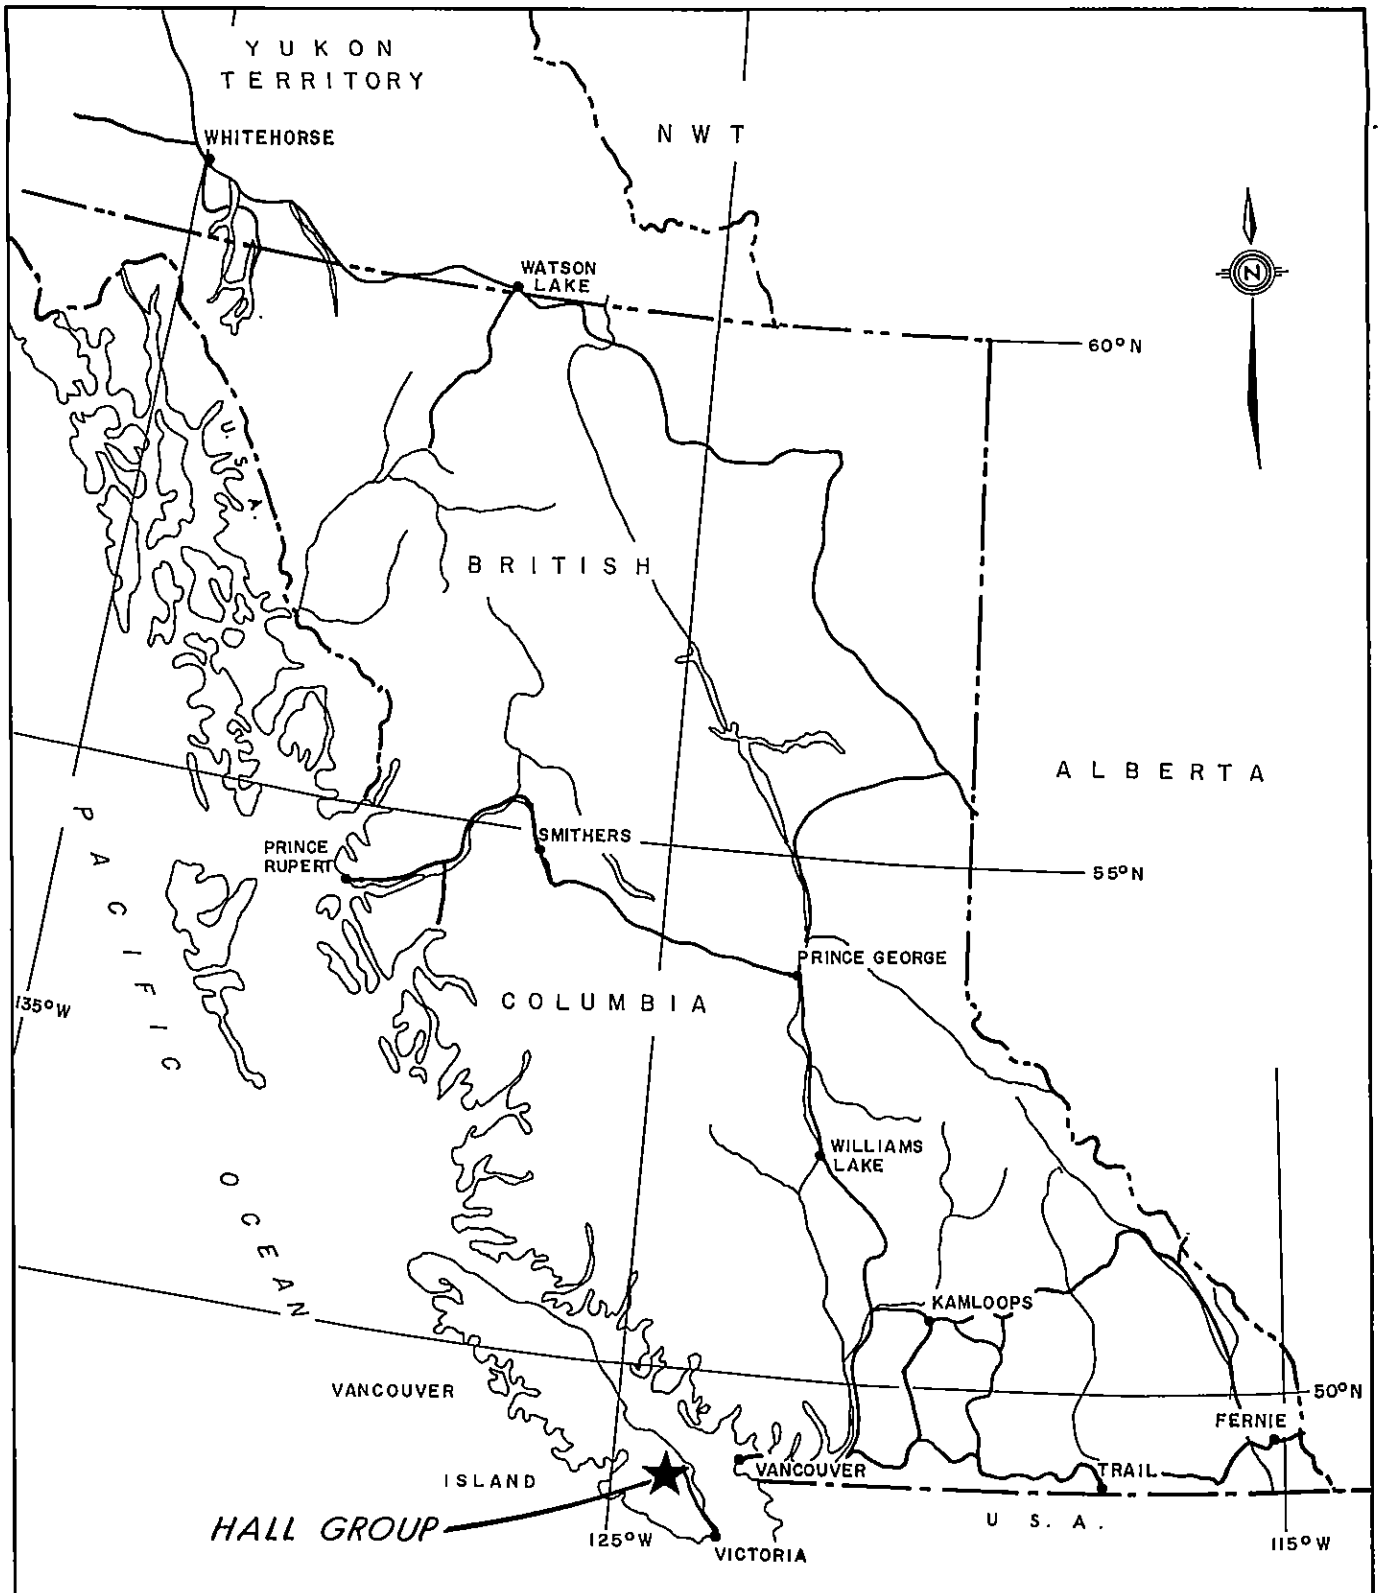 YUKON
TERRITORY
NWT
WHITEHORSE
WATSON
LAKE
N
60°N
U.S.A.
BRITISH
ALBERTA
PACIFIC
OCEAN
PRINCE
RUPERT
SMITHERS
55°N
PRINCE GEORGE
135°W
COLUMBIA
WILLIAMS
LAKE
KAMLOOPS
VANCOUVER
ISLAND
50°N
FERNIE
VANCOUVER
TRAIL
HALL GROUP
U.S.A.
125°W
VICTORIA
115°W